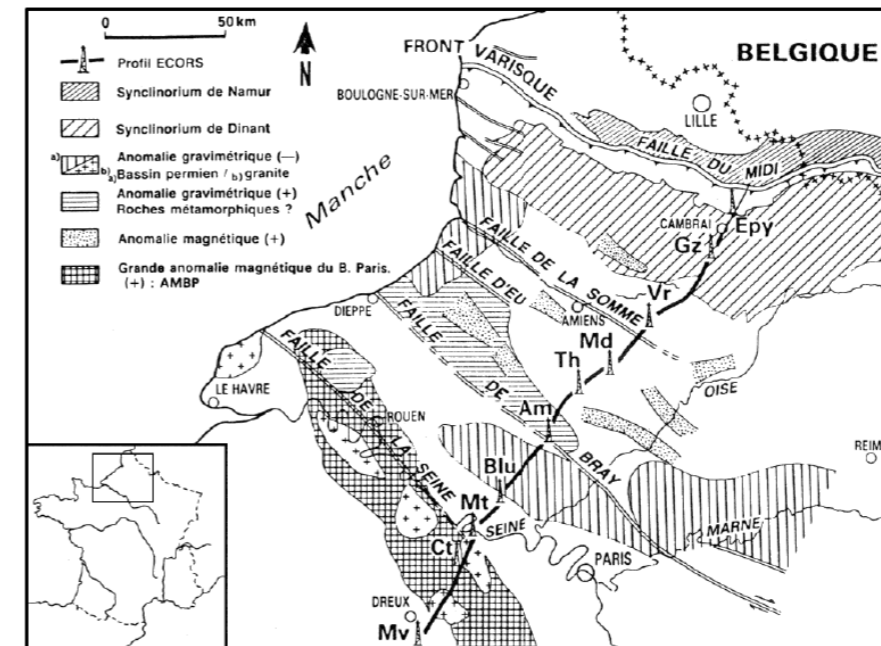 0 50 km
N
Profil ECORS
Synclinorium de Namur
Synclinorium de Dinant
a) b) Anomalie gravimétrique (—)
a) Bassin permien / b) granite
Anomalie gravimétrique (+)
Roches métamorphiques ?
Anomalie magnétique (+)
Grande anomalie magnétique du B. Paris.
(+) : AMBP
FRONT VARISQUE
BELGIQUE
BOULOGNE-SUR-MER
LILLE
FAILLE DU MIDI
Manche
CAMBRAI
Epy
Gz
FAILLE DE LA SOMME
Vr
FAILLE D'EU
DIEPPE
AMIENS
Md
Th
OISE
FAILLE DE BRAY
Am
LE HAVRE
FAILLE DE LA SEINE
ROUEN
REIM
Blu
Mt
SEINE
MARNE
Ct
PARIS
DREUX
Mv